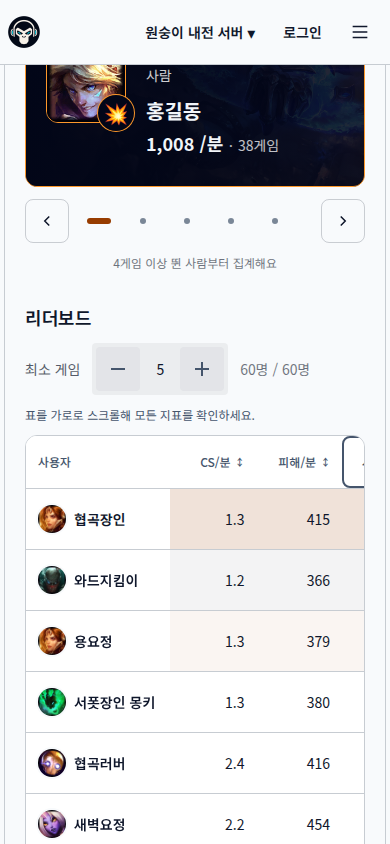 원숭이 내전 서버 ▾ 로그인
사람
홍길동
1,008 /분 · 38게임
4게임 이상 뛴 사람부터 집계해요
리더보드
최소 게임 — 5 + 60명 / 60명
표를 가로로 스크롤해 모든 지표를 확인하세요.
사용자 CS/분 ↕ 피해/분 ↕
협곡장인 1.3 415
와드지킴이 1.2 366
용요정 1.3 379
서폿장인 몽키 1.3 380
협곡러버 2.4 416
새벽요정 2.2 454